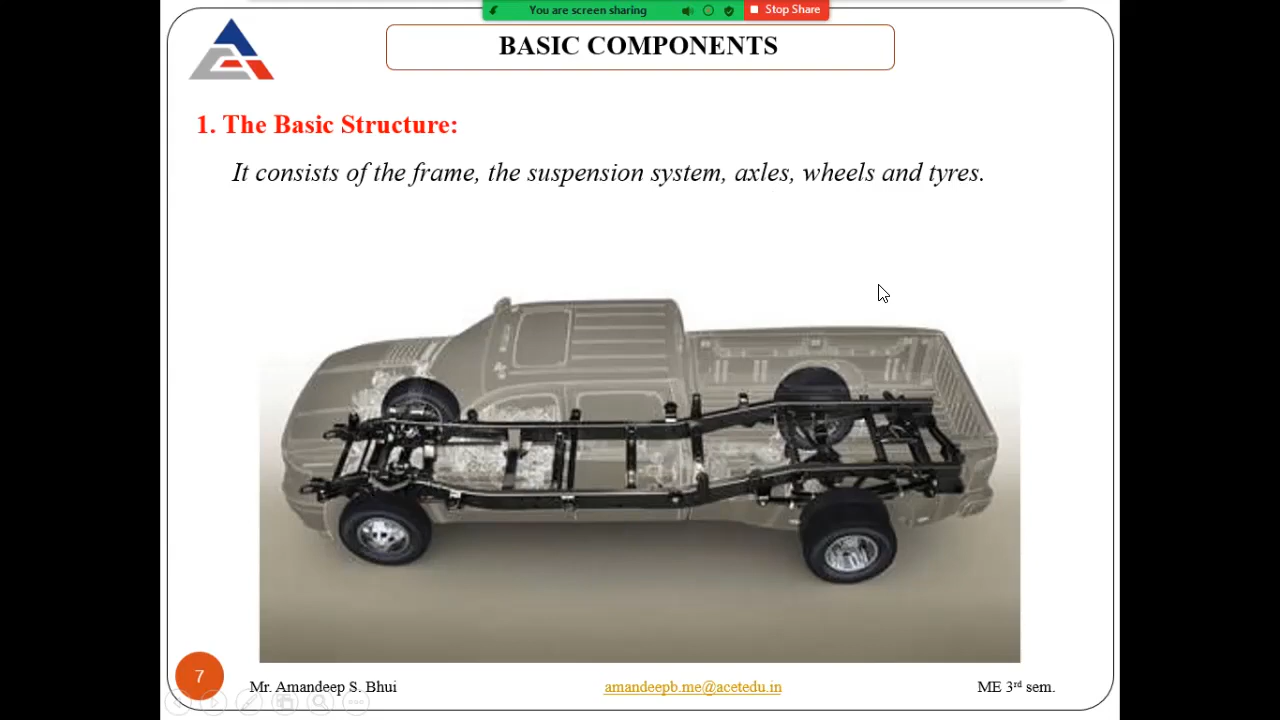 You are screen sharing
Stop Share
BASIC COMPONENTS
1. The Basic Structure:
It consists of the frame, the suspension system, axles, wheels and tyres.
7
Mr. Amandeep S. Bhui
amandeepb.me@acetedu.in
ME 3rd sem.